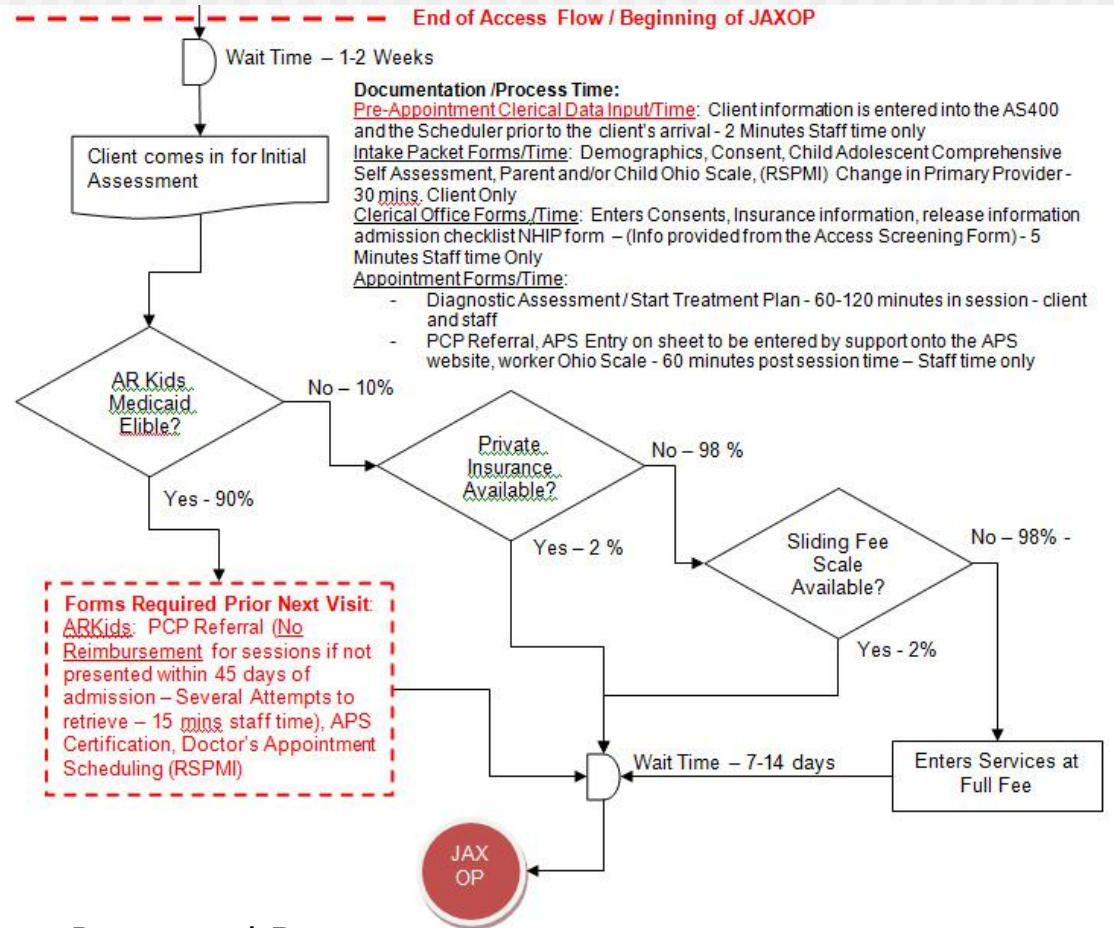 End of Access Flow / Beginning of JAXOP
Wait Time – 1-2 Weeks
Documentation /Process Time:
Pre-Appointment Clerical Data Input/Time: Client information is entered into the AS400
and the Scheduler prior to the client's arrival - 2 Minutes Staff time only
Intake Packet Forms/Time: Demographics, Consent, Child Adolescent Comprehensive
Self Assessment, Parent and/or Child Ohio Scale, (RSPMI) Change in Primary Provider -
30 mins. Client Only
Clerical Office Forms /Time: Enters Consents, Insurance information, release information
admission checklist NHIP form – (Info provided from the Access Screening Form) - 5
Minutes Staff time Only
Appointment Forms/Time:
- Diagnostic Assessment / Start Treatment Plan - 60-120 minutes in session - client
and staff
- PCP Referral, APS Entry on sheet to be entered by support onto the APS
website, worker Ohio Scale - 60 minutes post session time – Staff time only
Client comes in for Initial
Assessment
AR Kids
Medicaid
Elible?
No – 10%
Yes - 90%
Private
Insurance
Available?
No – 98 %
Yes – 2 %
Sliding Fee
Scale
Available?
No – 98% -
Yes - 2%
Forms Required Prior Next Visit:
ARKids: PCP Referral (No
Reimbursement for sessions if not
presented within 45 days of
admission – Several Attempts to
retrieve – 15 mins staff time), APS
Certification, Doctor's Appointment
Scheduling (RSPMI)
Wait Time – 7-14 days
Enters Services at
Full Fee
JAX
OP